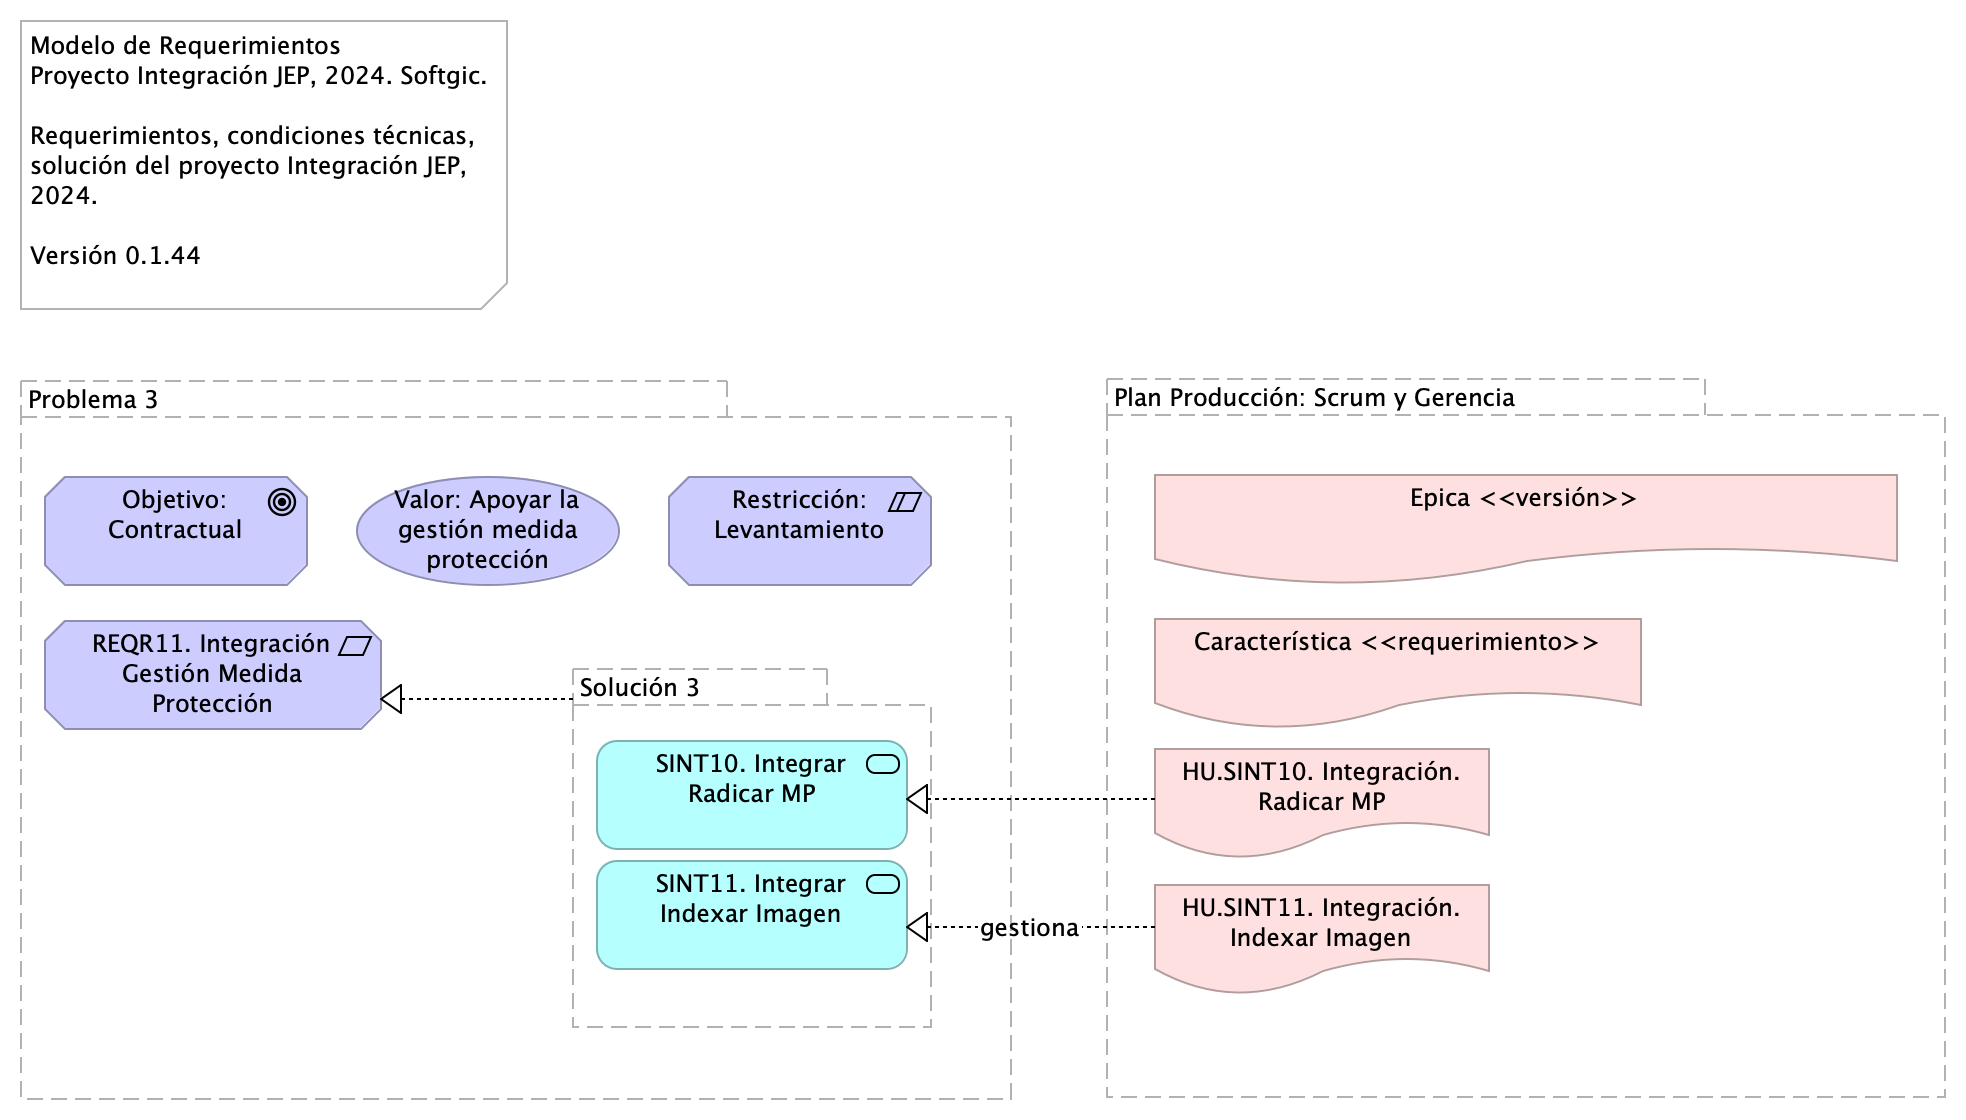 Modelo de Requerimientos
Proyecto Integración JEP, 2024. Softgic.
Requerimientos, condiciones técnicas,
solución del proyecto Integración JEP,
2024.
Versión 0.1.44
Problema 3
Objetivo:
Contractual
Valor: Apoyar la
gestión medida
protección
Restricción:
Levantamiento
REQR11. Integración
Gestión Medida
Protección
Solución 3
SINT10. Integrar
Radicar MP
SINT11. Integrar
Indexar Imagen
gestiona
Plan Producción: Scrum y Gerencia
Epica <<versión>>
Característica <<requerimiento>>
HU.SINT10. Integración.
Radicar MP
HU.SINT11. Integración.
Indexar Imagen